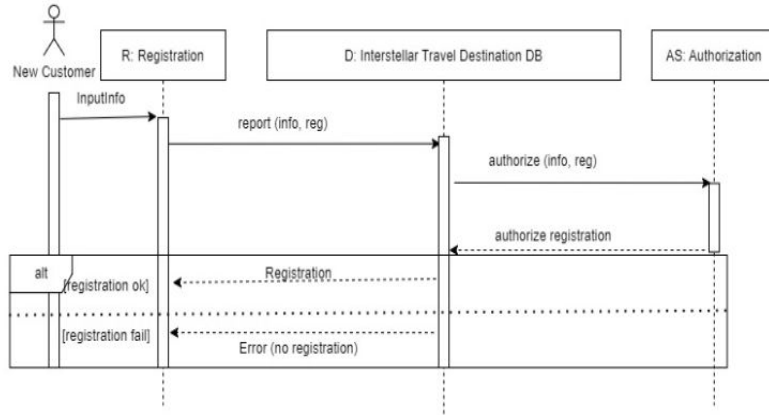 New Customer
R: Registration
D: Interstellar Travel Destination DB
AS: Authorization
InputInfo
report (info, reg)
authorize (info, reg)
authorize registration
alt
Registration
[registration ok]
[registration fail]
Error (no registration)